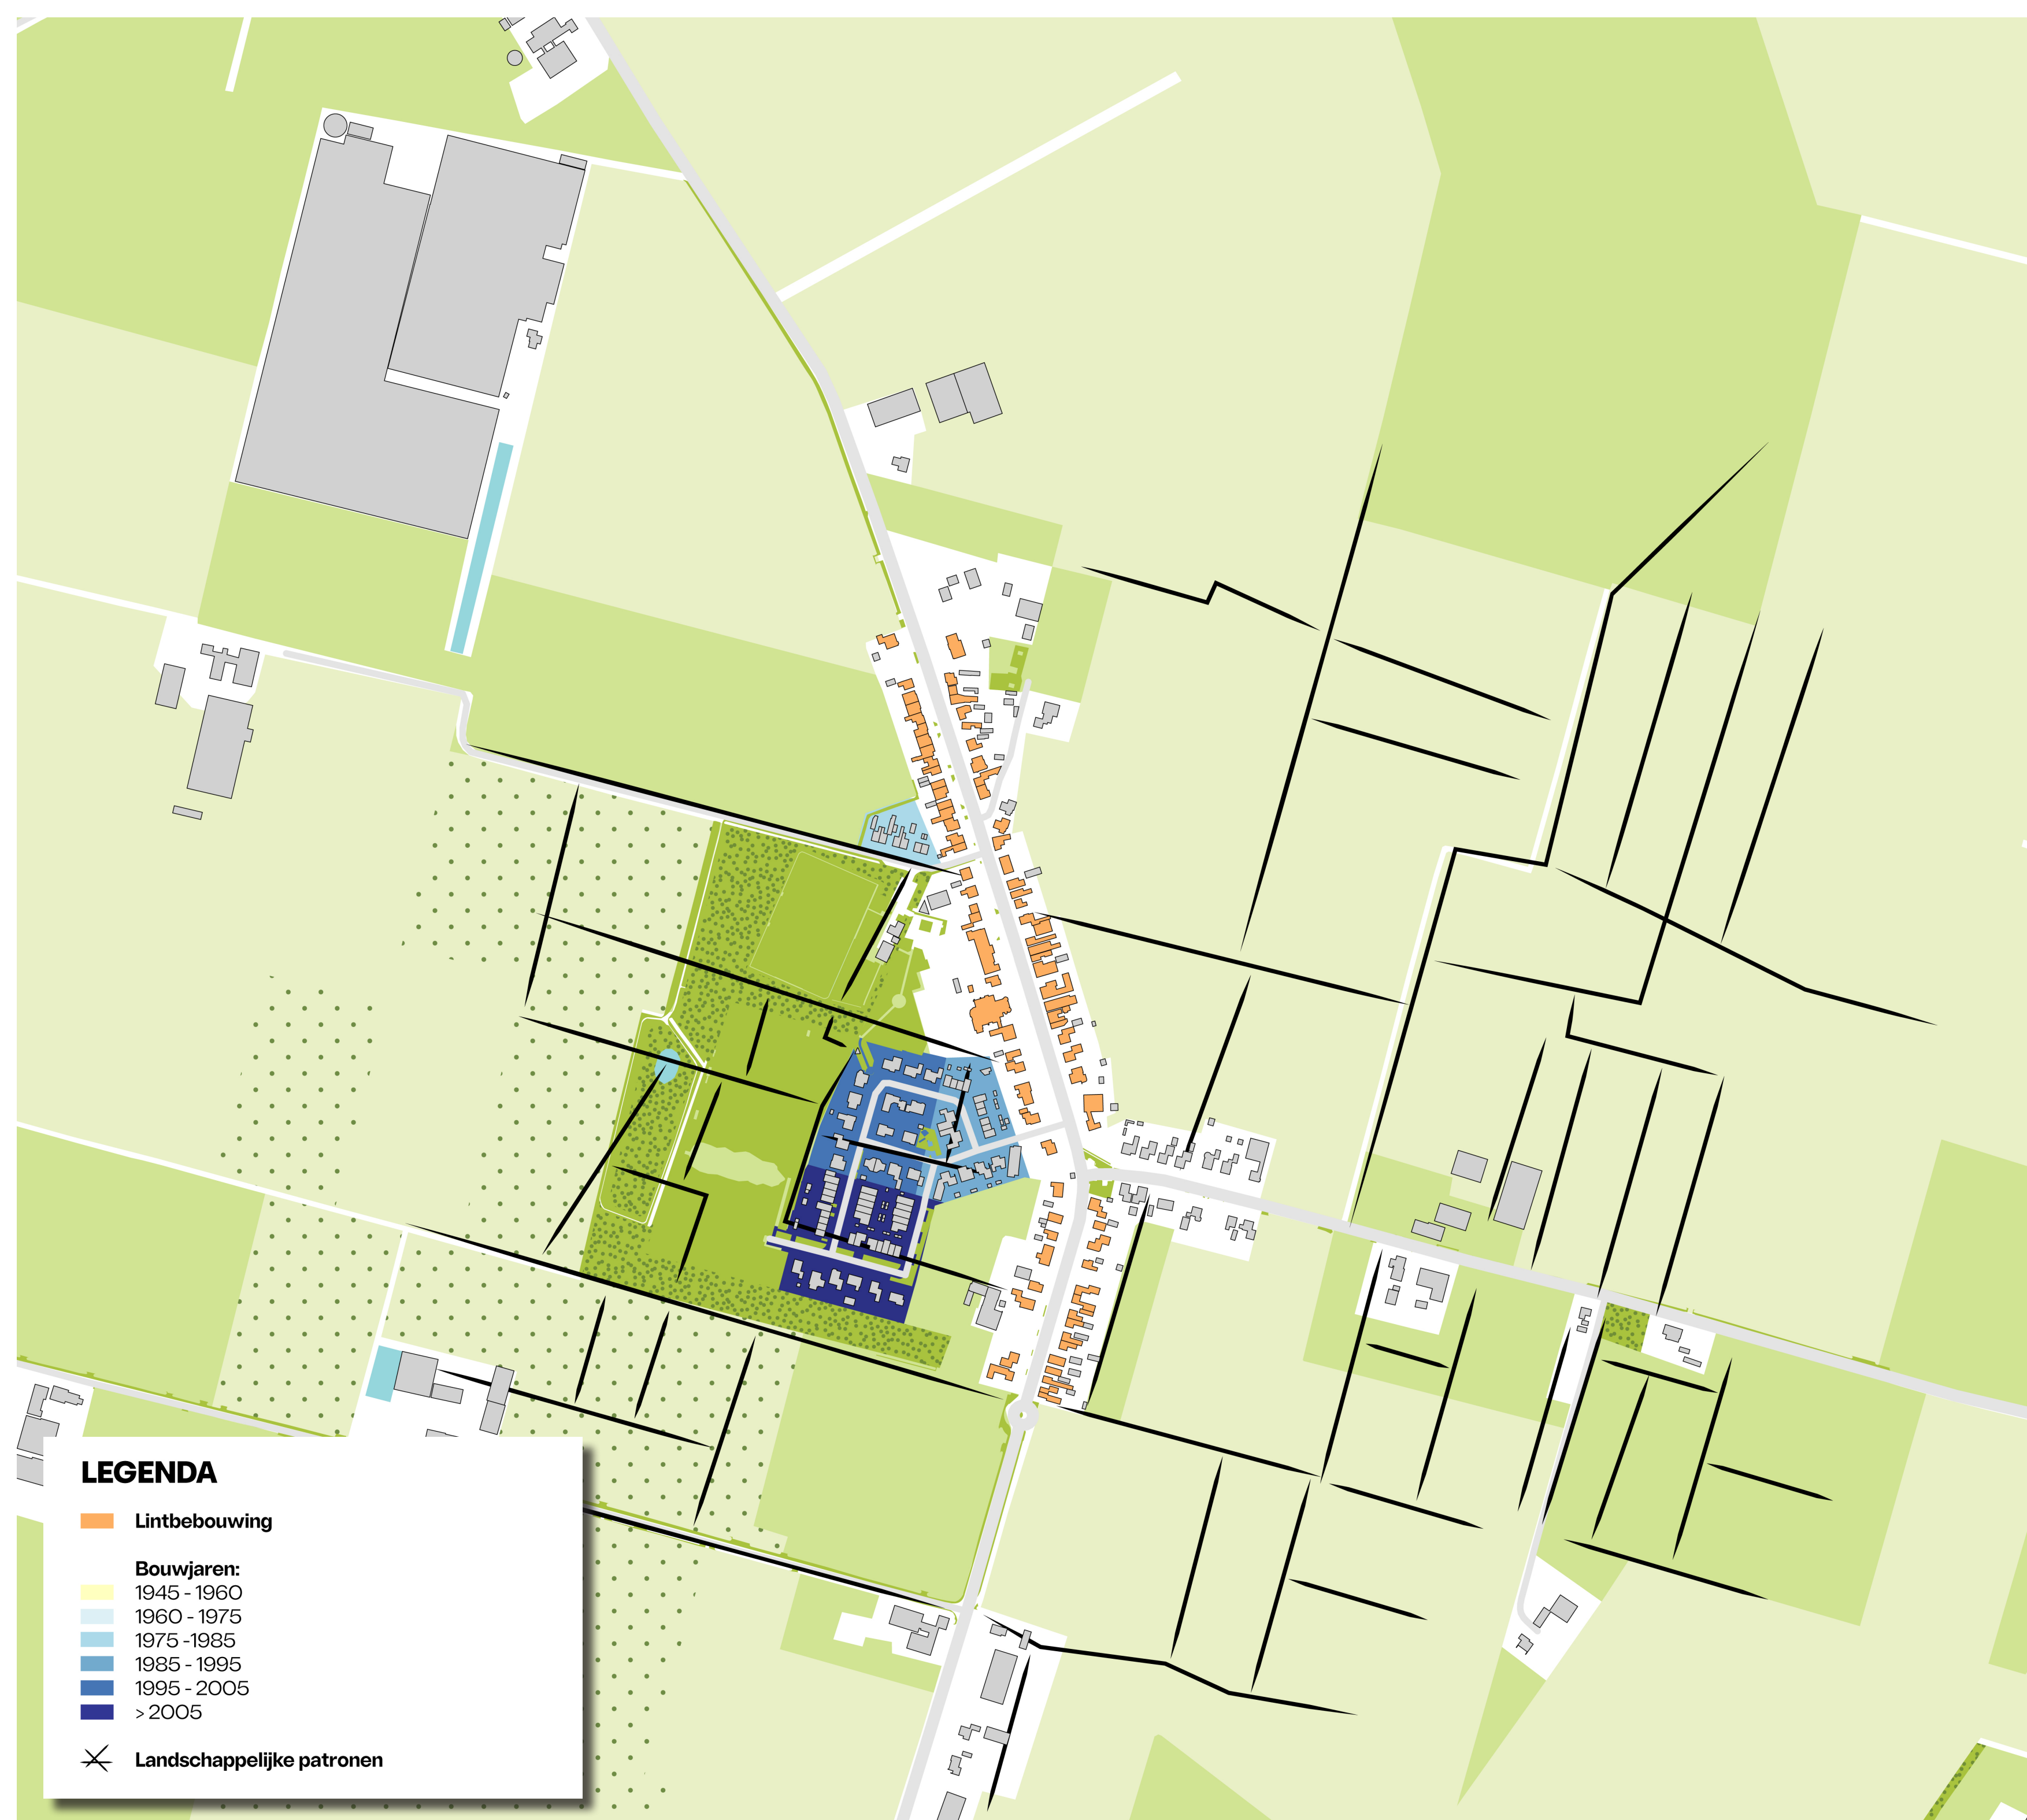 LEGENDA
Lintbebouwing
Bouwjaren:
1945 - 1960
1960 - 1975
1975 -1985
1985 - 1995
1995 - 2005
> 2005
Landschappelijke patronen